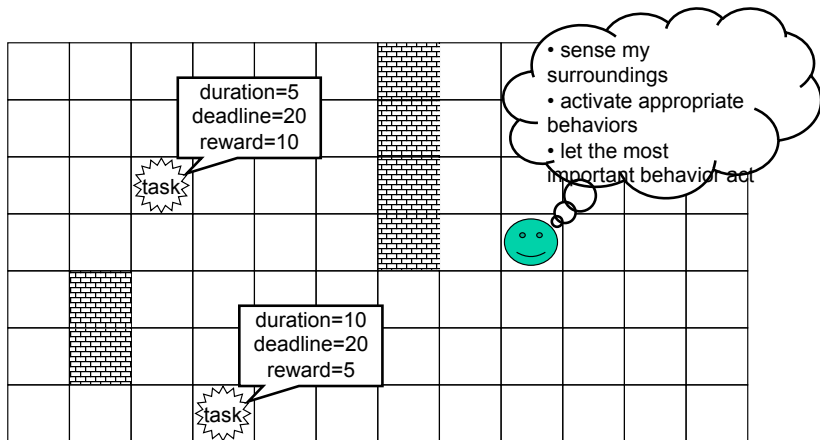 • sense my
surroundings
• activate appropriate
behaviors
• let the most
important behavior act
duration=5
deadline=20
reward=10
task
duration=10
deadline=20
reward=5
task